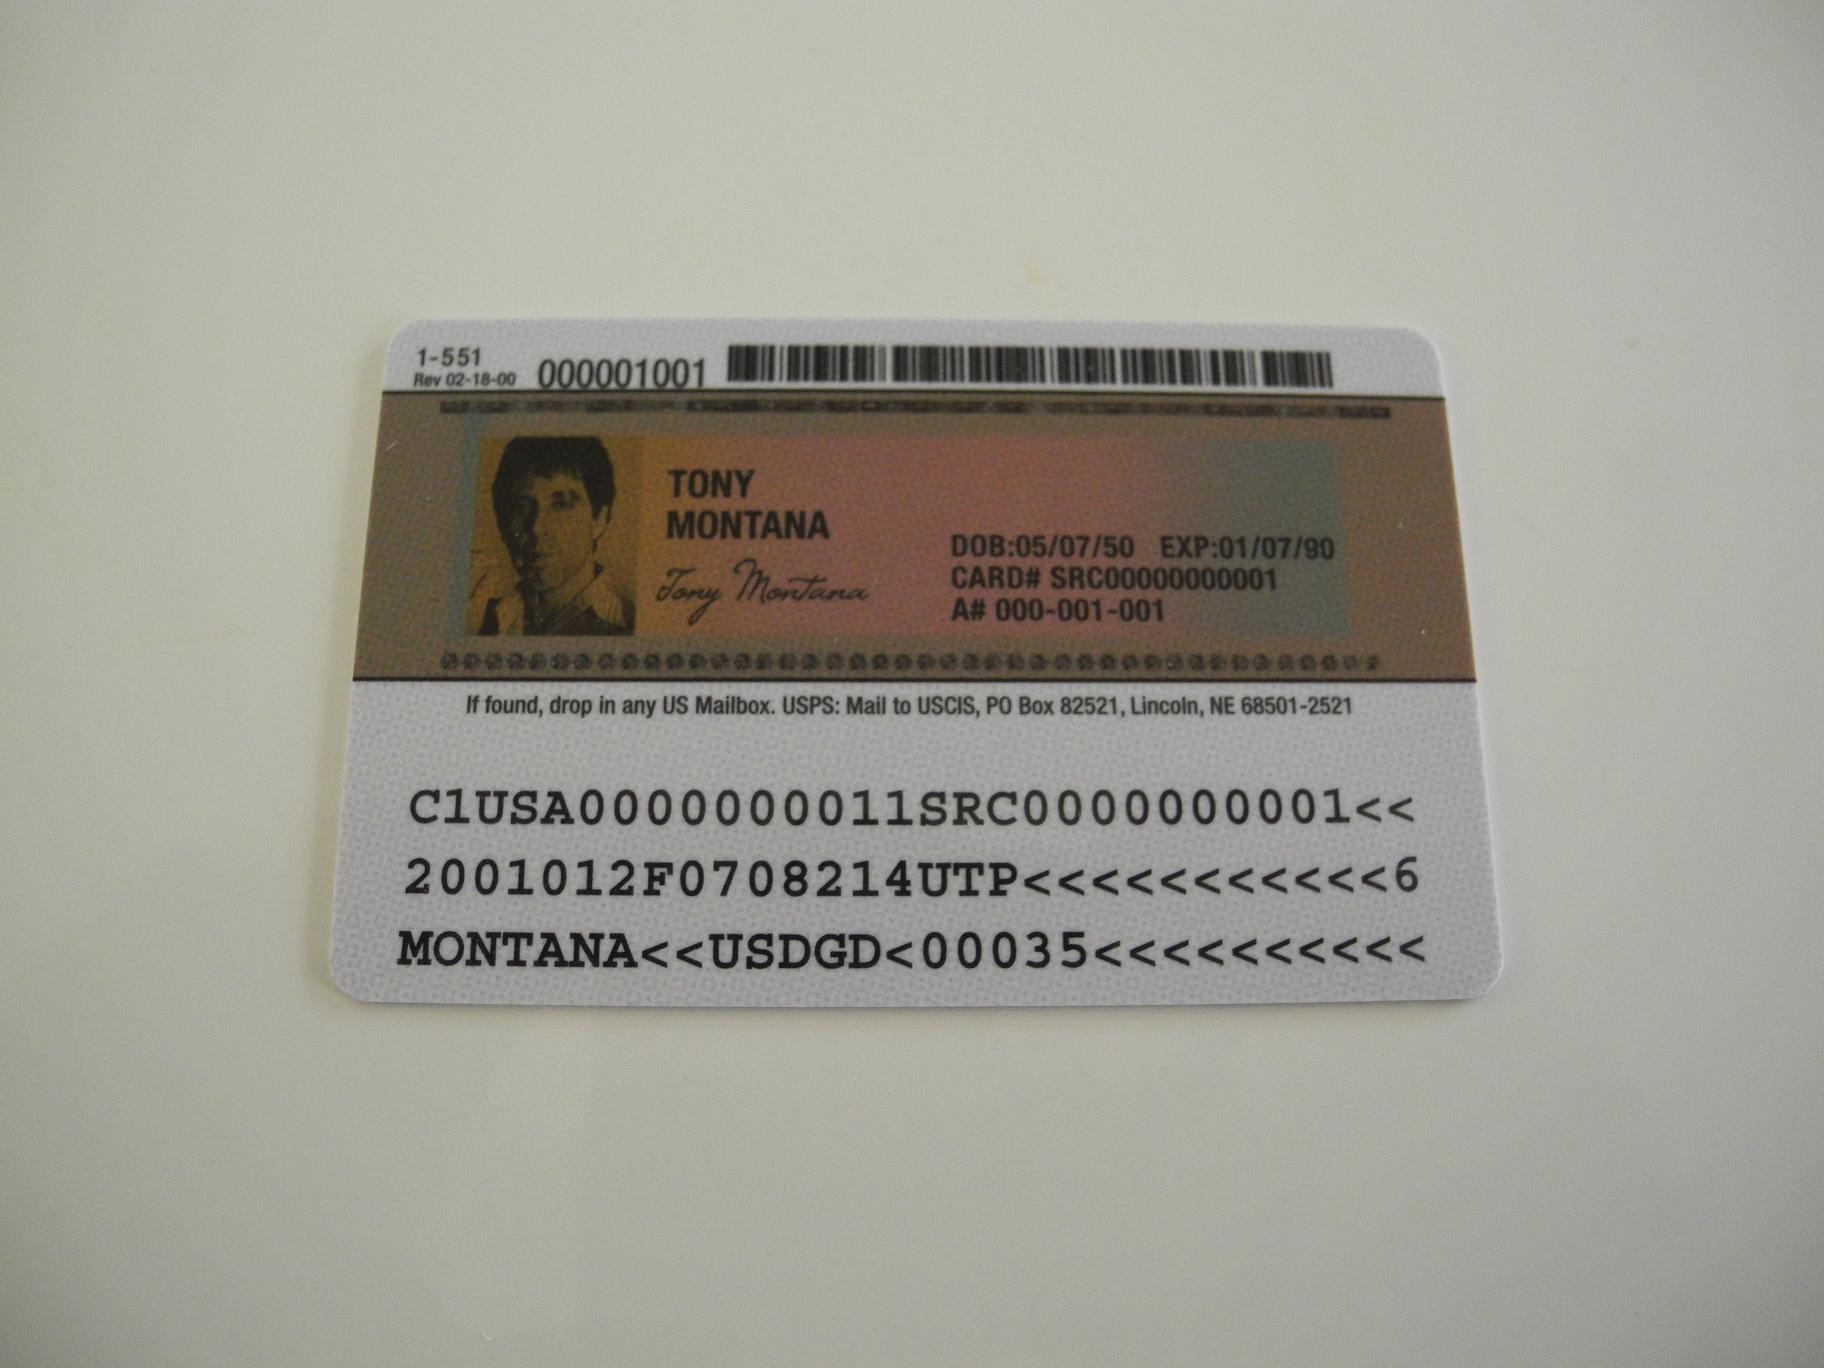 1-551
Rev 02-18-00
000001001
TONY
MONTANA
Tony Montana
DOB:05/07/50 EXP:01/07/90
CARD# SRC00000000001
A# 000-001-001
If found, drop in any US Mailbox. USPS: Mail to USCIS, PO Box 82521, Lincoln, NE 68501-2521
C1USA0000000011SRC0000000001<<
2001012F0708214UTP<<<<<<<<<<<6
MONTANA<<USDGD<00035<<<<<<<<<<